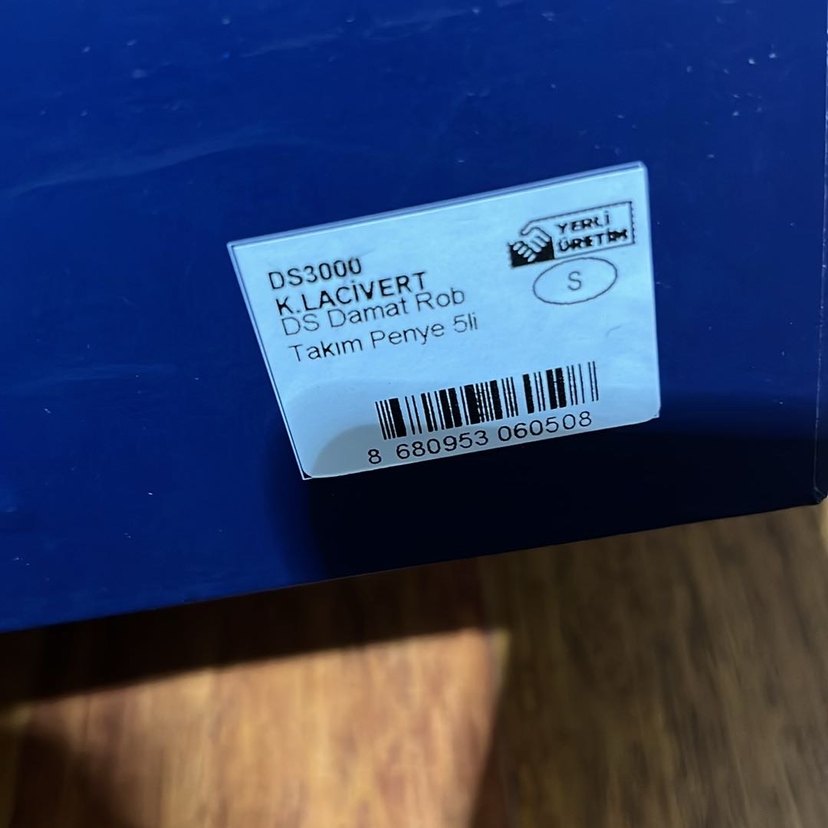 DS3000
K.LACİVERT
DS Damat Rob
Takım Penye 5li
YERLİ
ÜRETİM
S
8 680953 060508